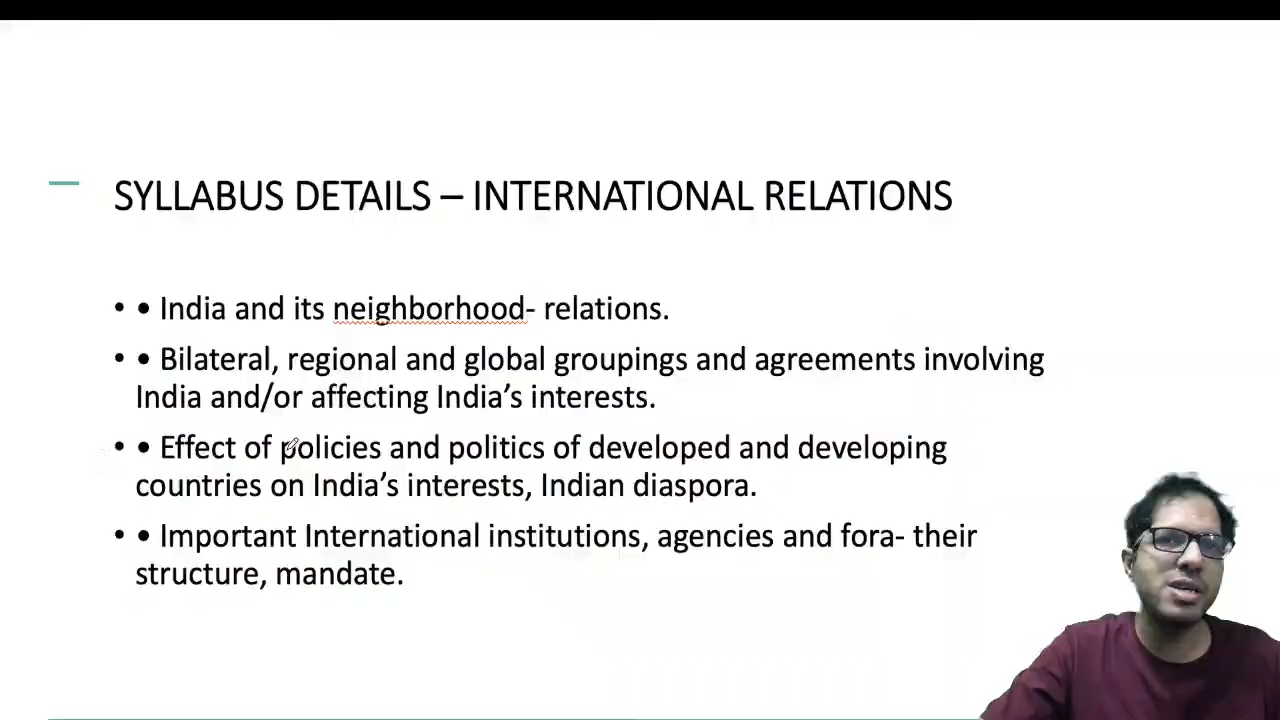 SYLLABUS DETAILS – INTERNATIONAL RELATIONS
• • India and its neighborhood- relations.
• • Bilateral, regional and global groupings and agreements involving
India and/or affecting India’s interests.
• • Effect of policies and politics of developed and developing
countries on India’s interests, Indian diaspora.
• • Important International institutions, agencies and fora- their
structure, mandate.